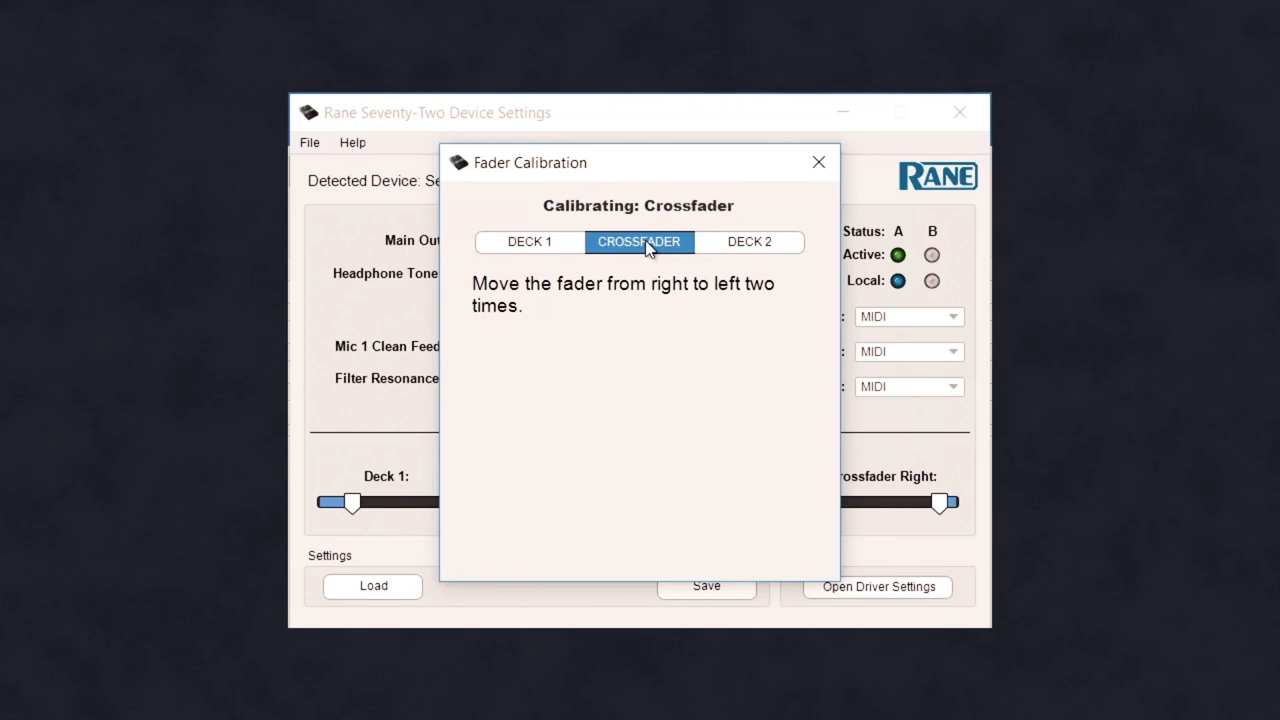 Rane Seventy-Two Device Settings
File Help
Fader Calibration
Detected Device: Se
RANE
Calibrating: Crossfader
DECK 1 CROSSFADER DECK 2
Main Out
Status: A B
Active:
Headphone Tone
Local:
Move the fader from right to left two
times.
: MIDI
Mic 1 Clean Feed
: MIDI
Filter Resonance
: MIDI
Deck 1:
rossfader Right:
Settings
Load Save Open Driver Settings